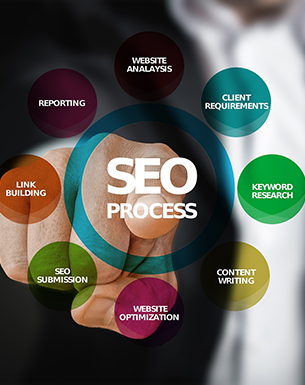 WEBSITE
ANALAYSIS
CLIENT
REQUIREMENTS
KEYWORD
RESEARCH
CONTENT
WRITING
WEBSITE
OPTIMIZATION
SEO
SUBMISSION
LINK
BUILDING
REPORTING
SEO
PROCESS